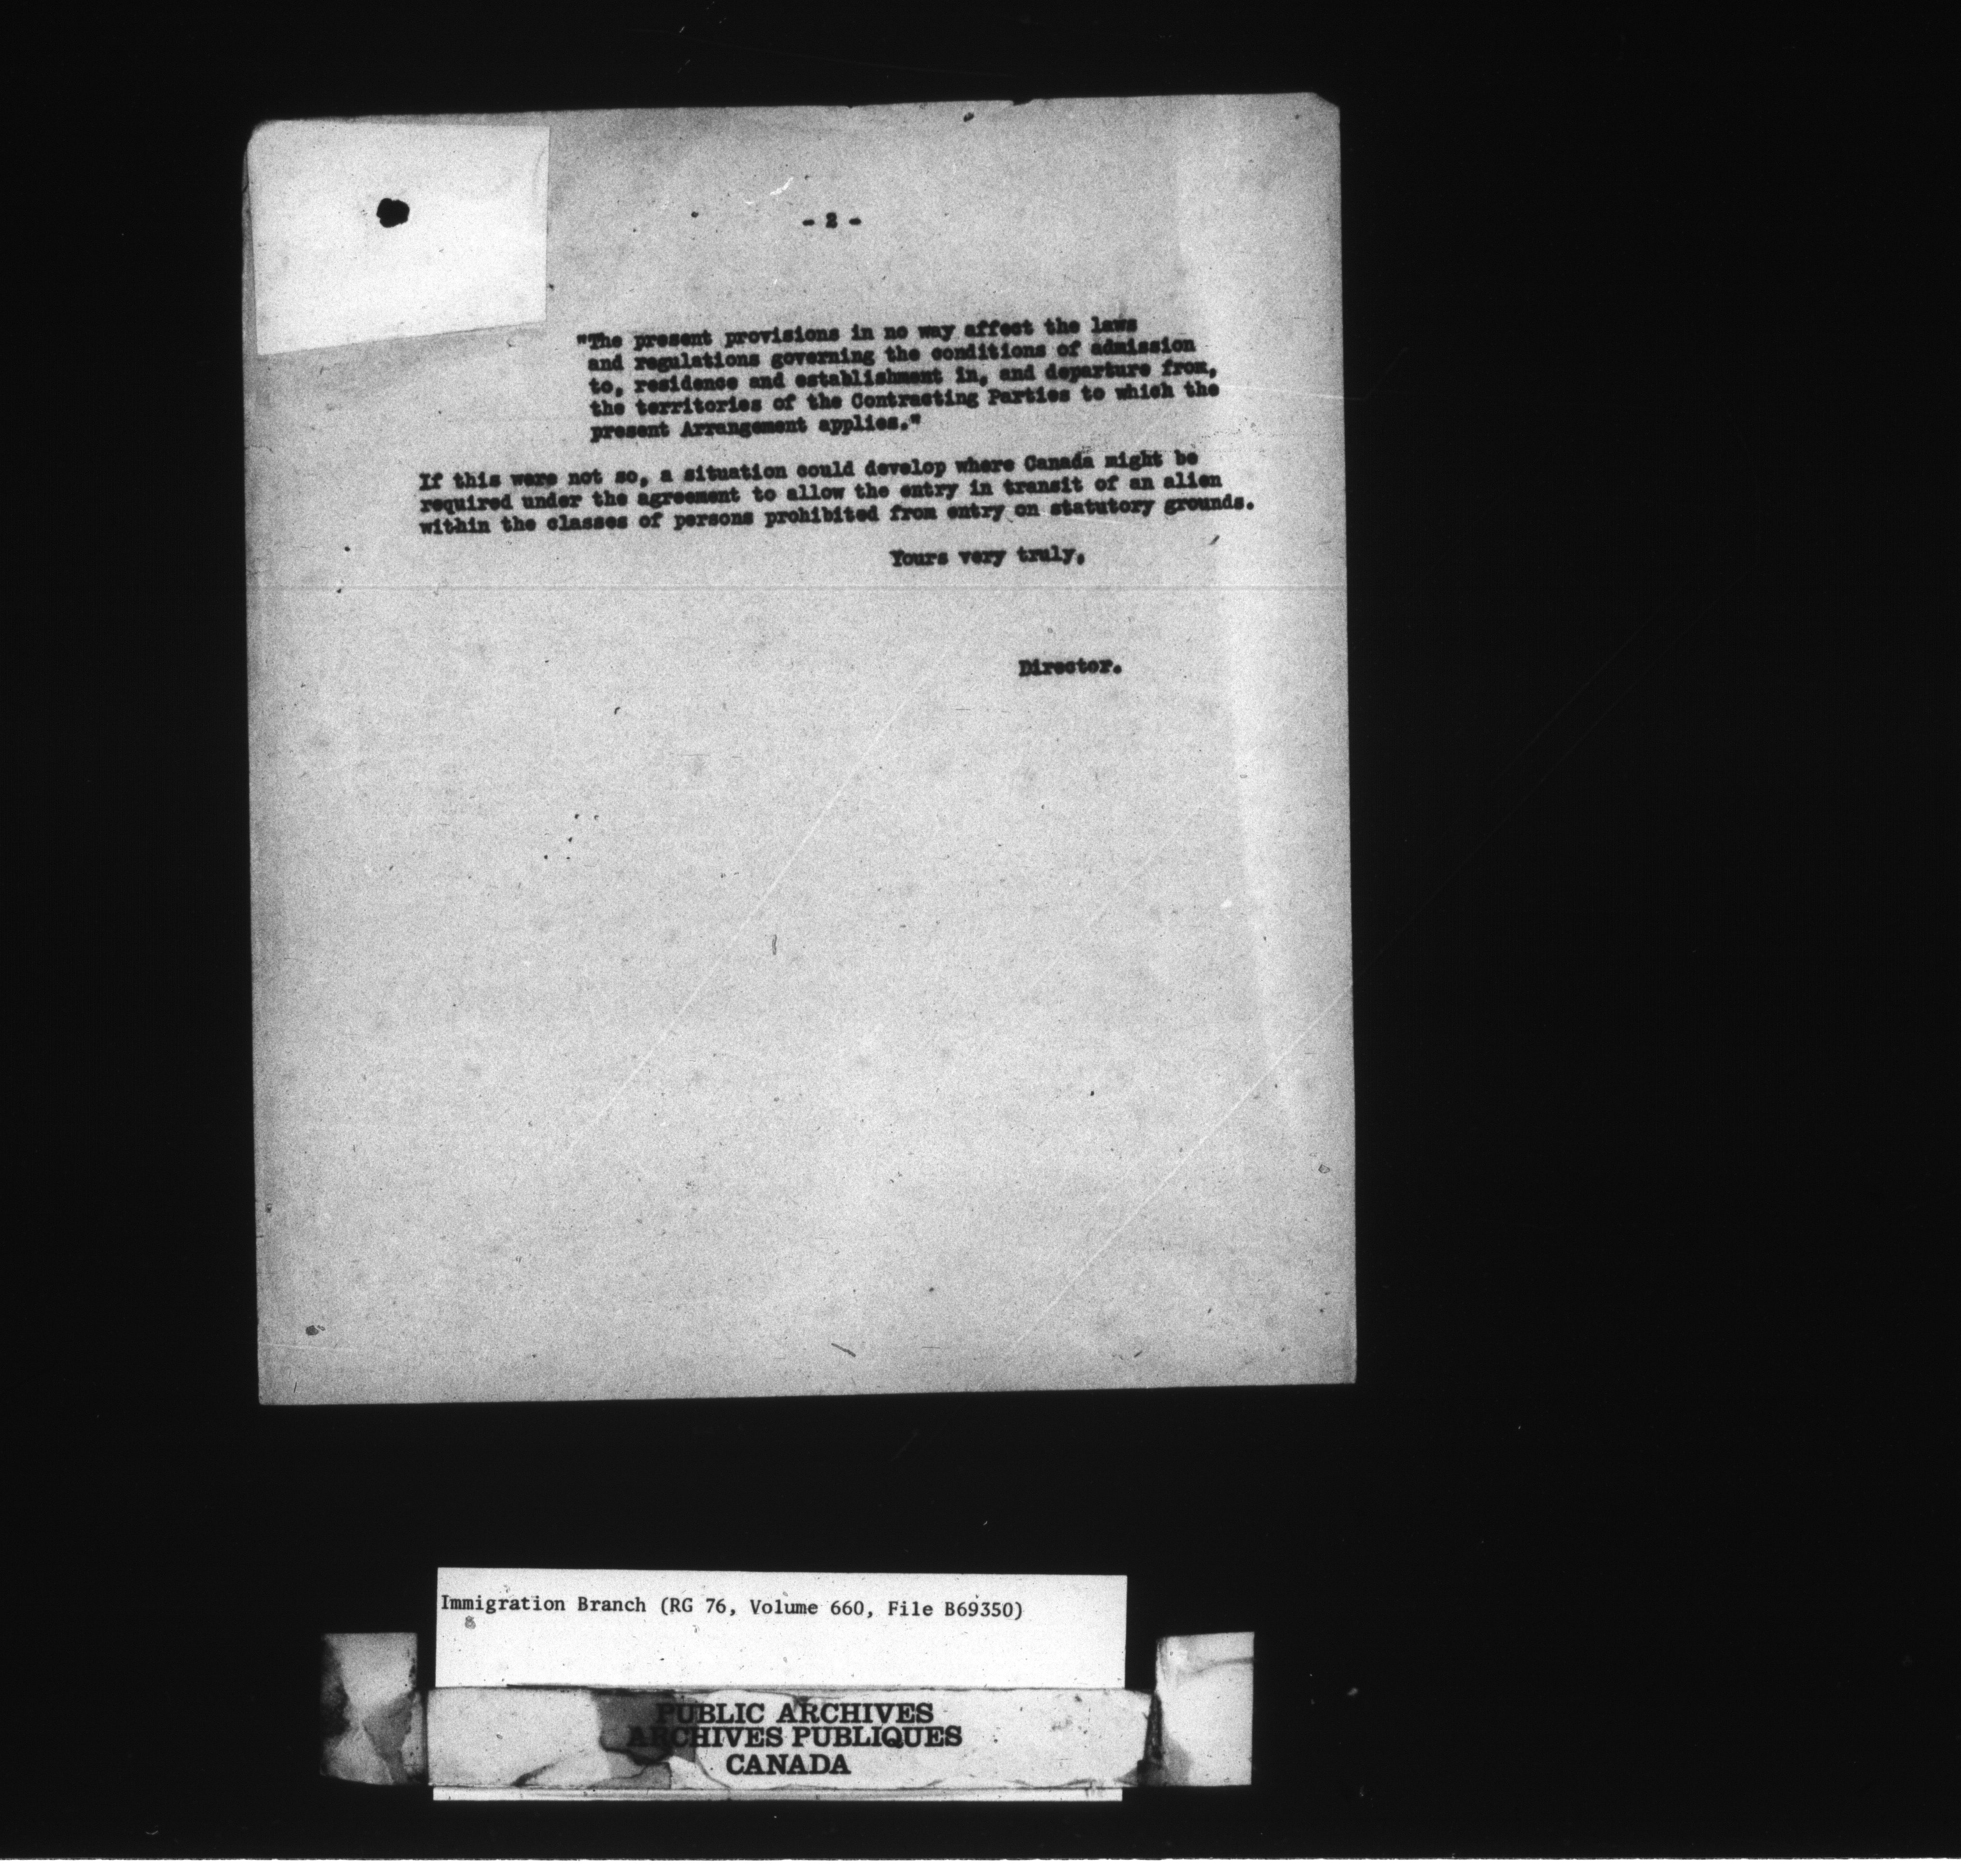 - 2 -
"The present provisions in no way affect the laws
and regulations governing the conditions of admission
to, residence and establishment in, and departure from,
the territories of the Contracting Parties to which the
present Arrangement applies."
If this were not so, a situation could develop where Canada might be
required under the agreement to allow the entry in transit of an alien
within the classes of persons prohibited from entry on statutory grounds.
Yours very truly,
Director.
Immigration Branch (RG 76, Volume 660, File B69350)
8
PUBLIC ARCHIVES
ARCHIVES PUBLIQUES
CANADA